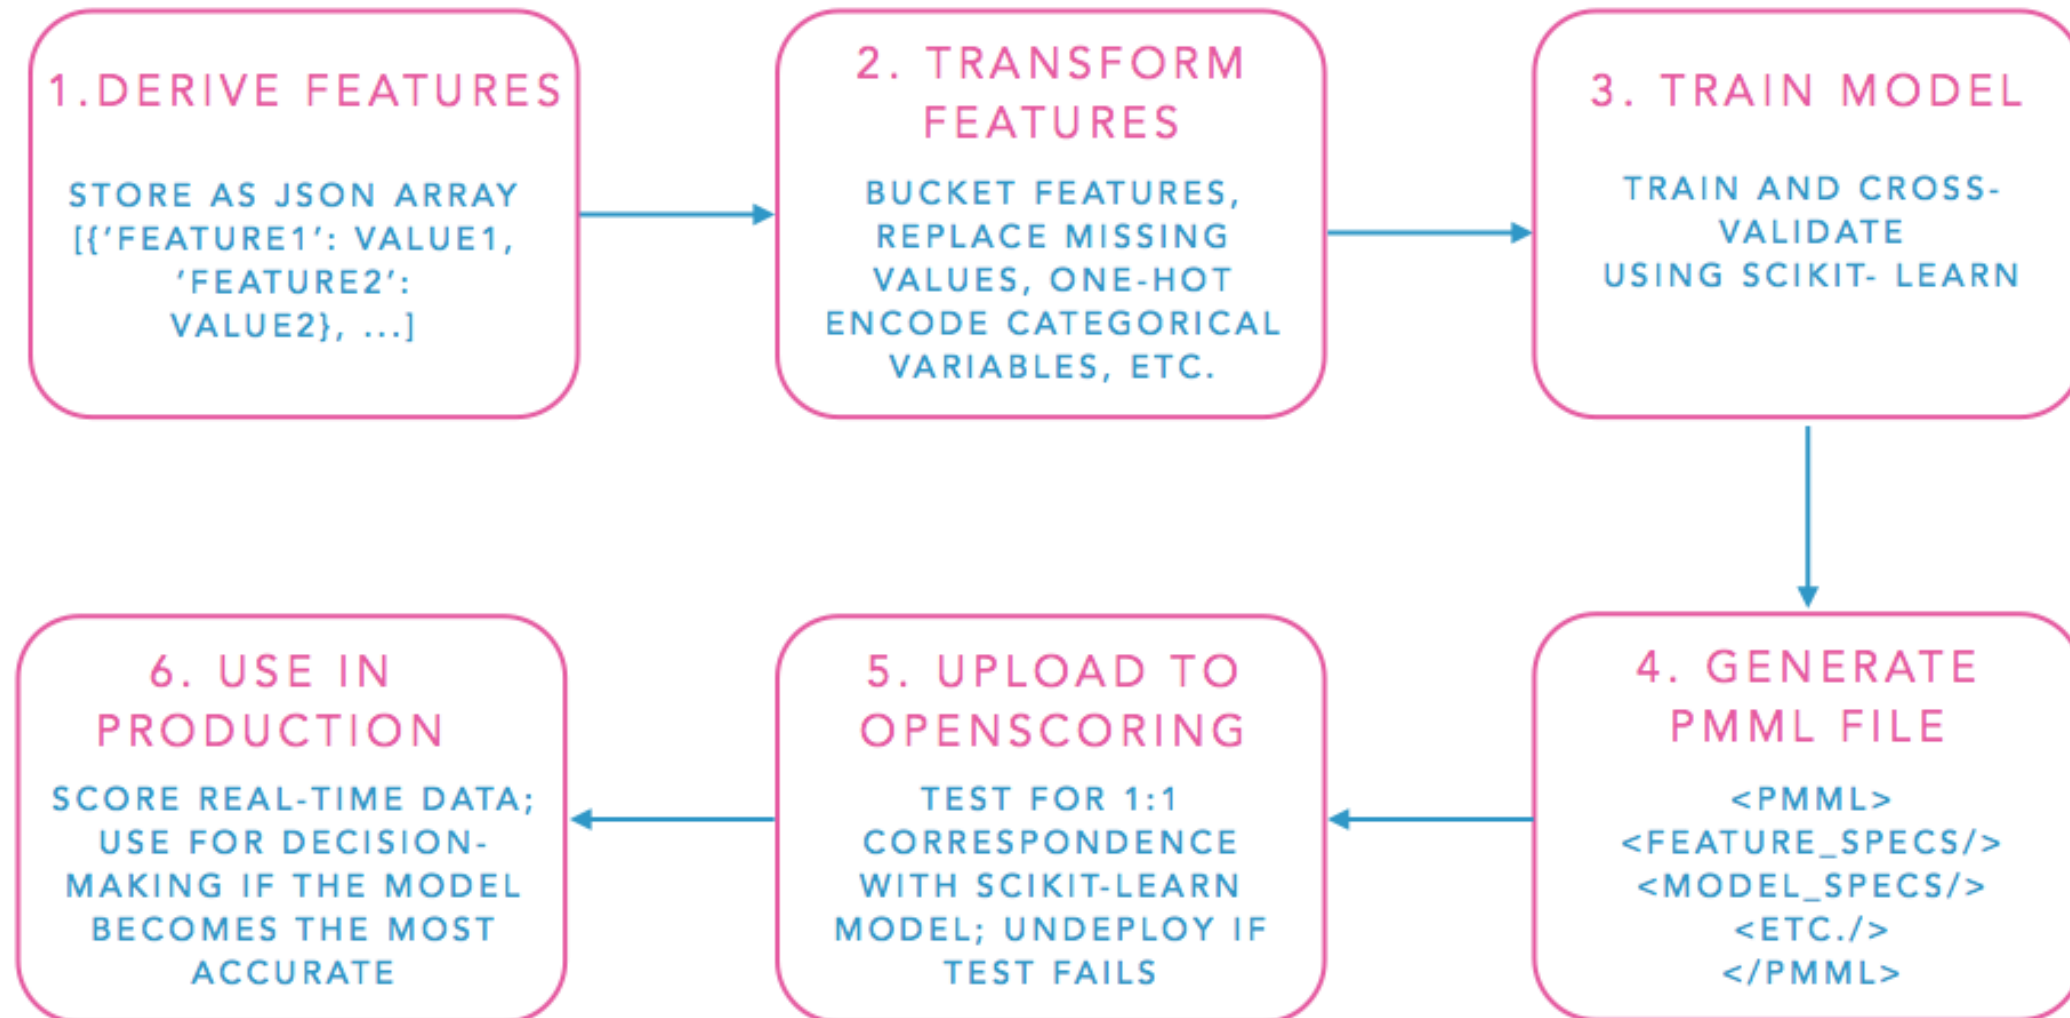 1.DERIVE FEATURES
STORE AS JSON ARRAY
[{‘FEATURE1’: VALUE1,
‘FEATURE2’:
VALUE2}, ...]
2. TRANSFORM
FEATURES
BUCKET FEATURES,
REPLACE MISSING
VALUES, ONE-HOT
ENCODE CATEGORICAL
VARIABLES, ETC.
3. TRAIN MODEL
TRAIN AND CROSS-
VALIDATE
USING SCIKIT- LEARN
4. GENERATE
PMML FILE
<PMML>
<FEATURE_SPECS/>
<MODEL_SPECS/>
<ETC./>
</PMML>
5. UPLOAD TO
OPENSCORING
TEST FOR 1:1
CORRESPONDENCE
WITH SCIKIT-LEARN
MODEL; UNDEPLOY IF
TEST FAILS
6. USE IN
PRODUCTION
SCORE REAL-TIME DATA;
USE FOR DECISION-
MAKING IF THE MODEL
BECOMES THE MOST
ACCURATE